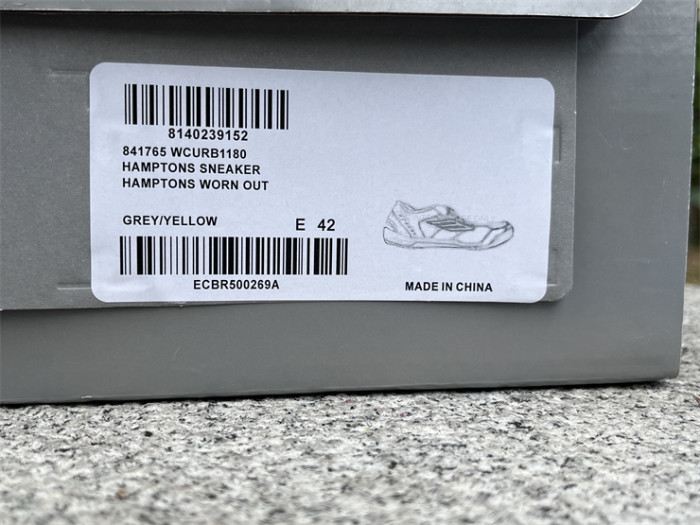 8140239152
841765 WCURB1180
HAMPTONS SNEAKER
HAMPTONS WORN OUT
GREY/YELLOW E 42
ECBR500269A
MADE IN CHINA